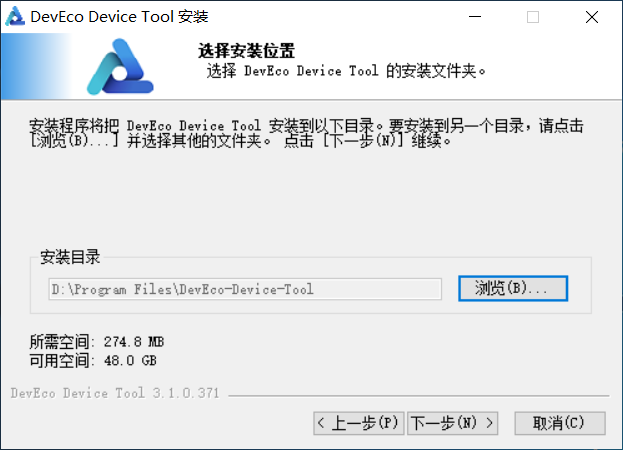 DevEco Device Tool 安装
选择安装位置
选择 DevEco Device Tool 的安装文件夹。
安装程序将把 DevEco Device Tool 安装到以下目录。要安装到另一个目录，请点击
[浏览(B)...] 并选择其他的文件夹。 点击 [下一步(N)] 继续。
安装目录
D:\Program Files\DevEco-Device-Tool
浏览(B)...
所需空间: 274.8 MB
可用空间: 48.0 GB
DevEco Device Tool 3.1.0.371
< 上一步(P) 下一步(N) > 取消(C)